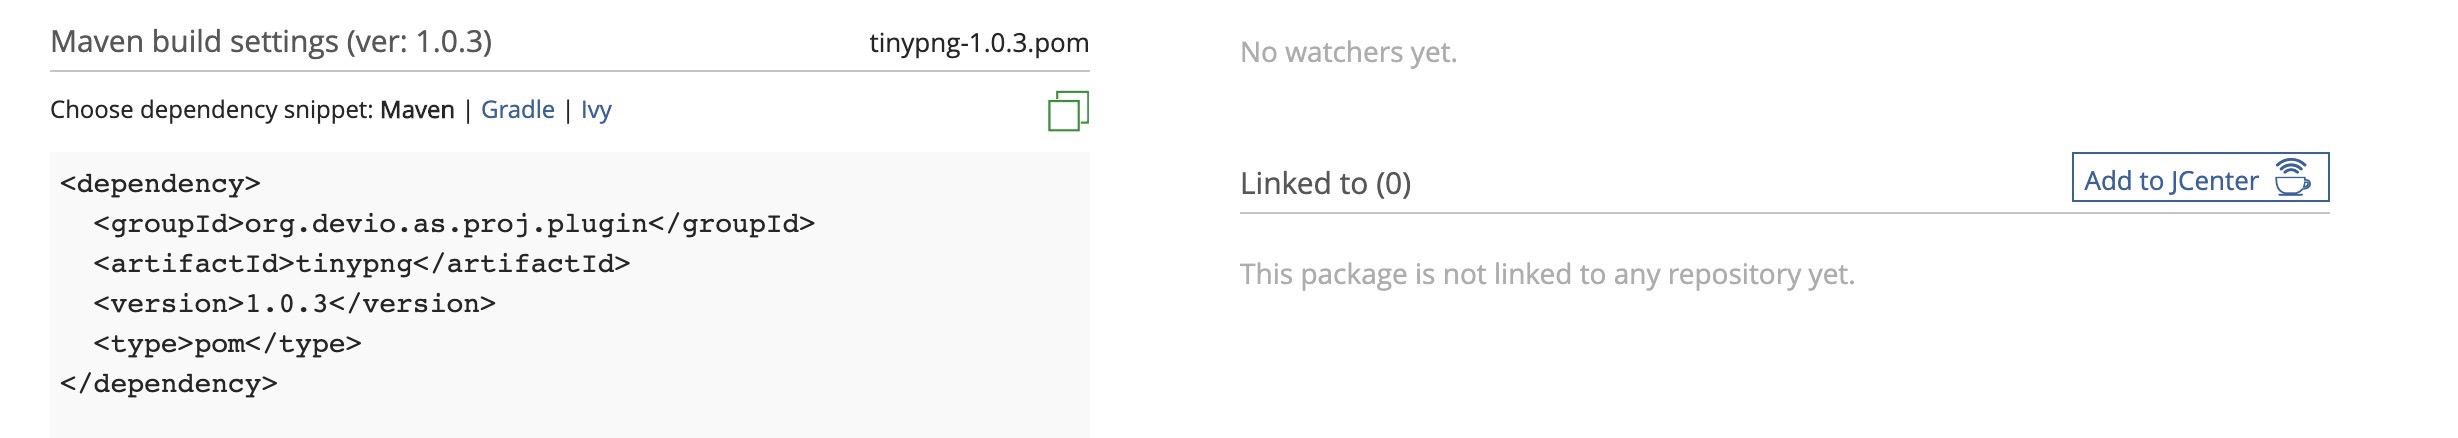 Maven build settings (ver: 1.0.3)
tinypng-1.0.3.pom
Choose dependency snippet: Maven | Gradle | Ivy
<dependency>
  <groupId>org.devio.as.proj.plugin</groupId>
  <artifactId>tinypng</artifactId>
  <version>1.0.3</version>
  <type>pom</type>
</dependency>
No watchers yet.
Linked to (0)
Add to JCenter
This package is not linked to any repository yet.